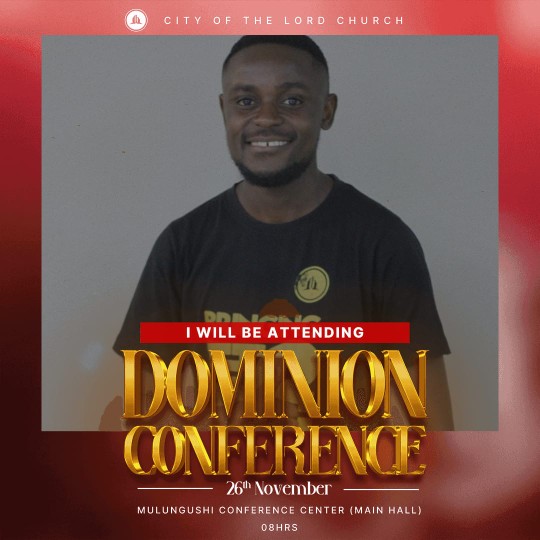 CITY OF THE LORD CHURCH
I WILL BE ATTENDING
DOMINION
CONFERENCE
26th November
MULUNGUSHI CONFERENCE CENTER (MAIN HALL)
08HRS